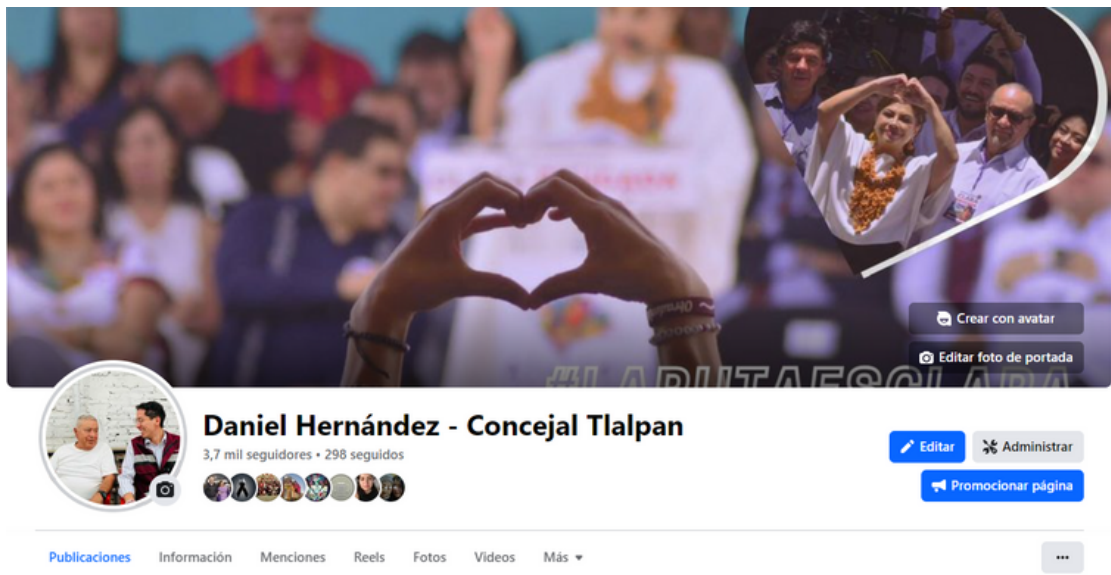 Crear con avatar
Editar foto de portada
#LARUTAESCLARA
Daniel Hernández - Concejal Tlalpan
3,7 mil seguidores • 298 seguidos
Editar
Administrar
Promocionar página
Publicaciones
Información
Menciones
Reels
Fotos
Videos
Más